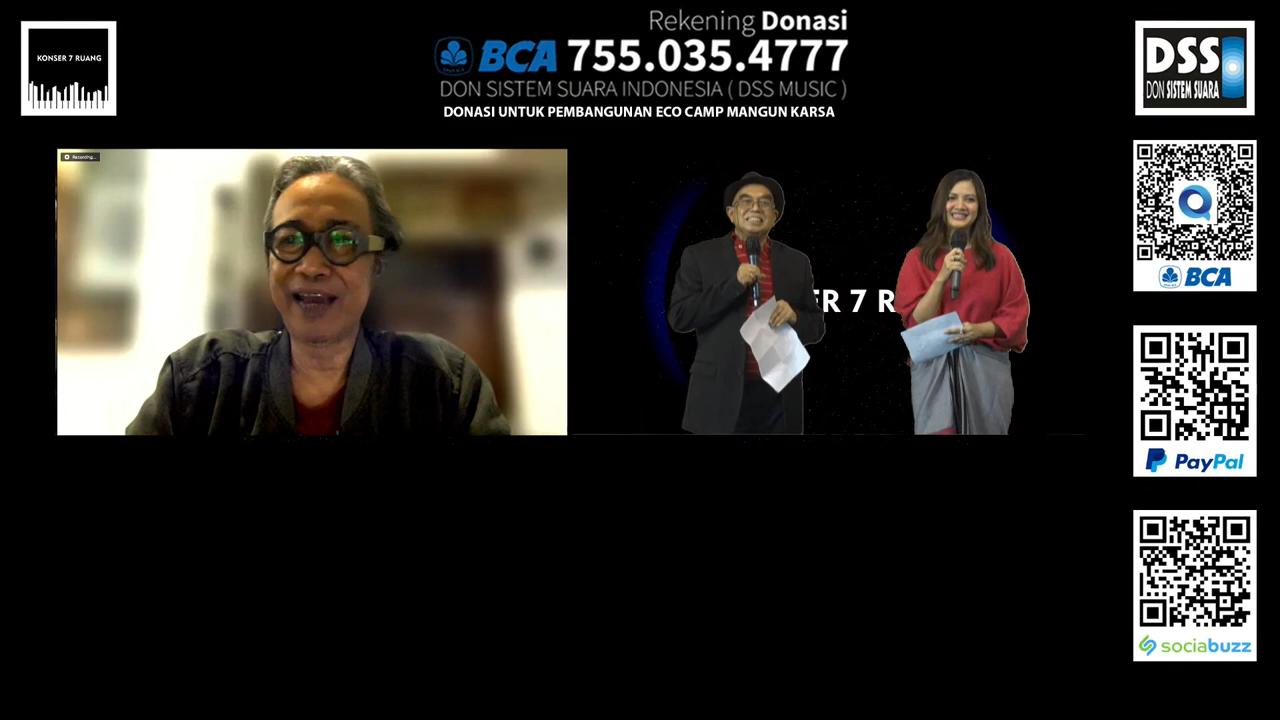 KONSER 7 RUANG
Rekening Donasi
BCA 755.035.4777
DON SISTEM SUARA INDONESIA ( DSS MUSIC )
DONASI UNTUK PEMBANGUNAN ECO CAMP MANGUN KARSA
DSS
DON SISTEM SUARA
Recording...
ER 7 R
BCA
PayPal
sociabuzz